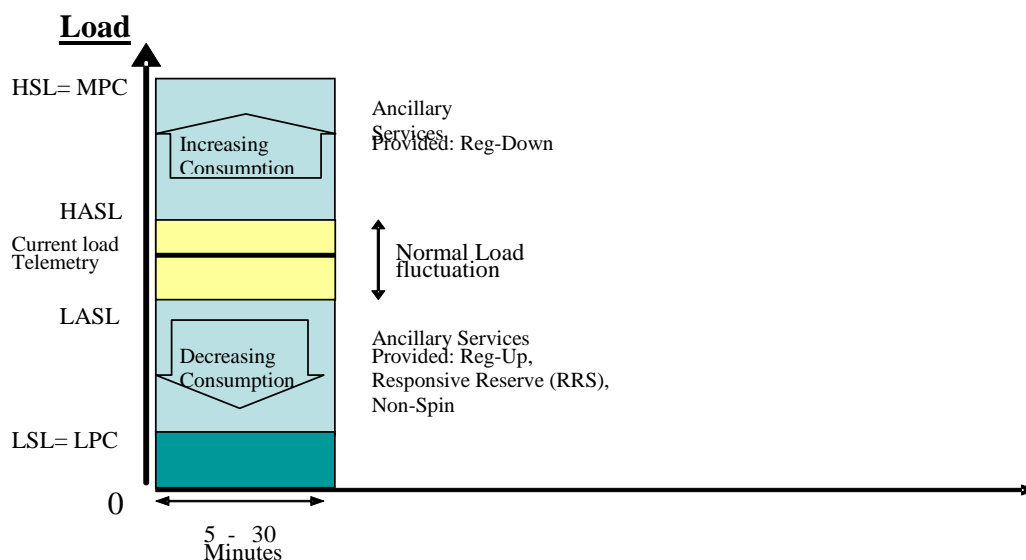 Load
HSL= MPC
Ancillary
Services
Provided: Reg-Down
Increasing
Consumption
HASL
Current load
Telemetry
Normal Load
fluctuation
LASL
Ancillary Services
Provided: Reg-Up,
Responsive Reserve (RRS),
Non-Spin
Decreasing
Consumption
LSL= LPC
0
5 - 30
Minutes